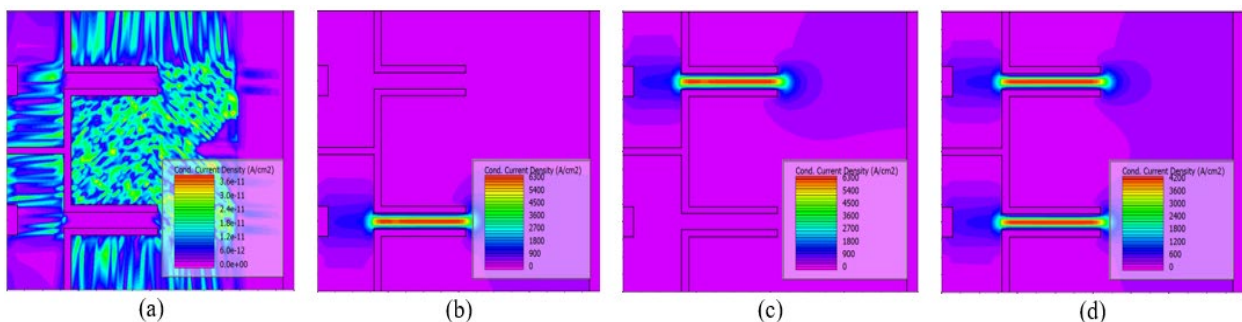 Cond. Current Density (A/cm2)
3.6e-11
3.0e-11
2.4e-11
1.8e-11
1.2e-11
6.0e-12
0.0e+00
(a)
Cond. Current Density (A/cm2)
6300
5400
4500
3600
2700
1800
900
0
(b)
Cond. Current Density (A/cm2)
6300
5400
4500
3600
2700
1800
900
0
(c)
Cond. Current Density (A/cm2)
4200
3600
3000
2400
1800
1200
600
0
(d)